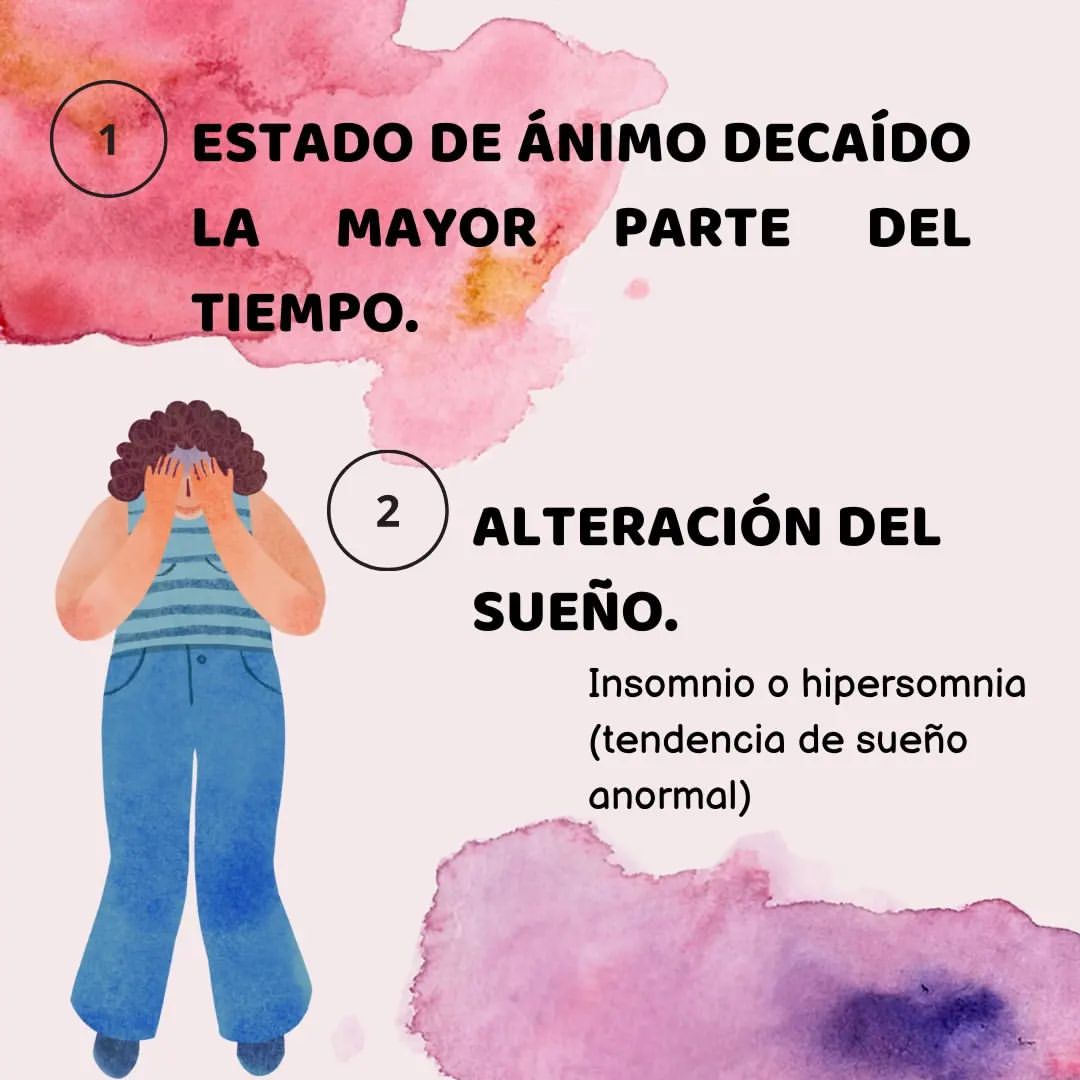 1
ESTADO DE ÁNIMO DECAÍDO
LA MAYOR PARTE DEL
TIEMPO.
2
ALTERACIÓN DEL
SUEÑO.
Insomnio o hipersomnia
(tendencia de sueño
anormal)